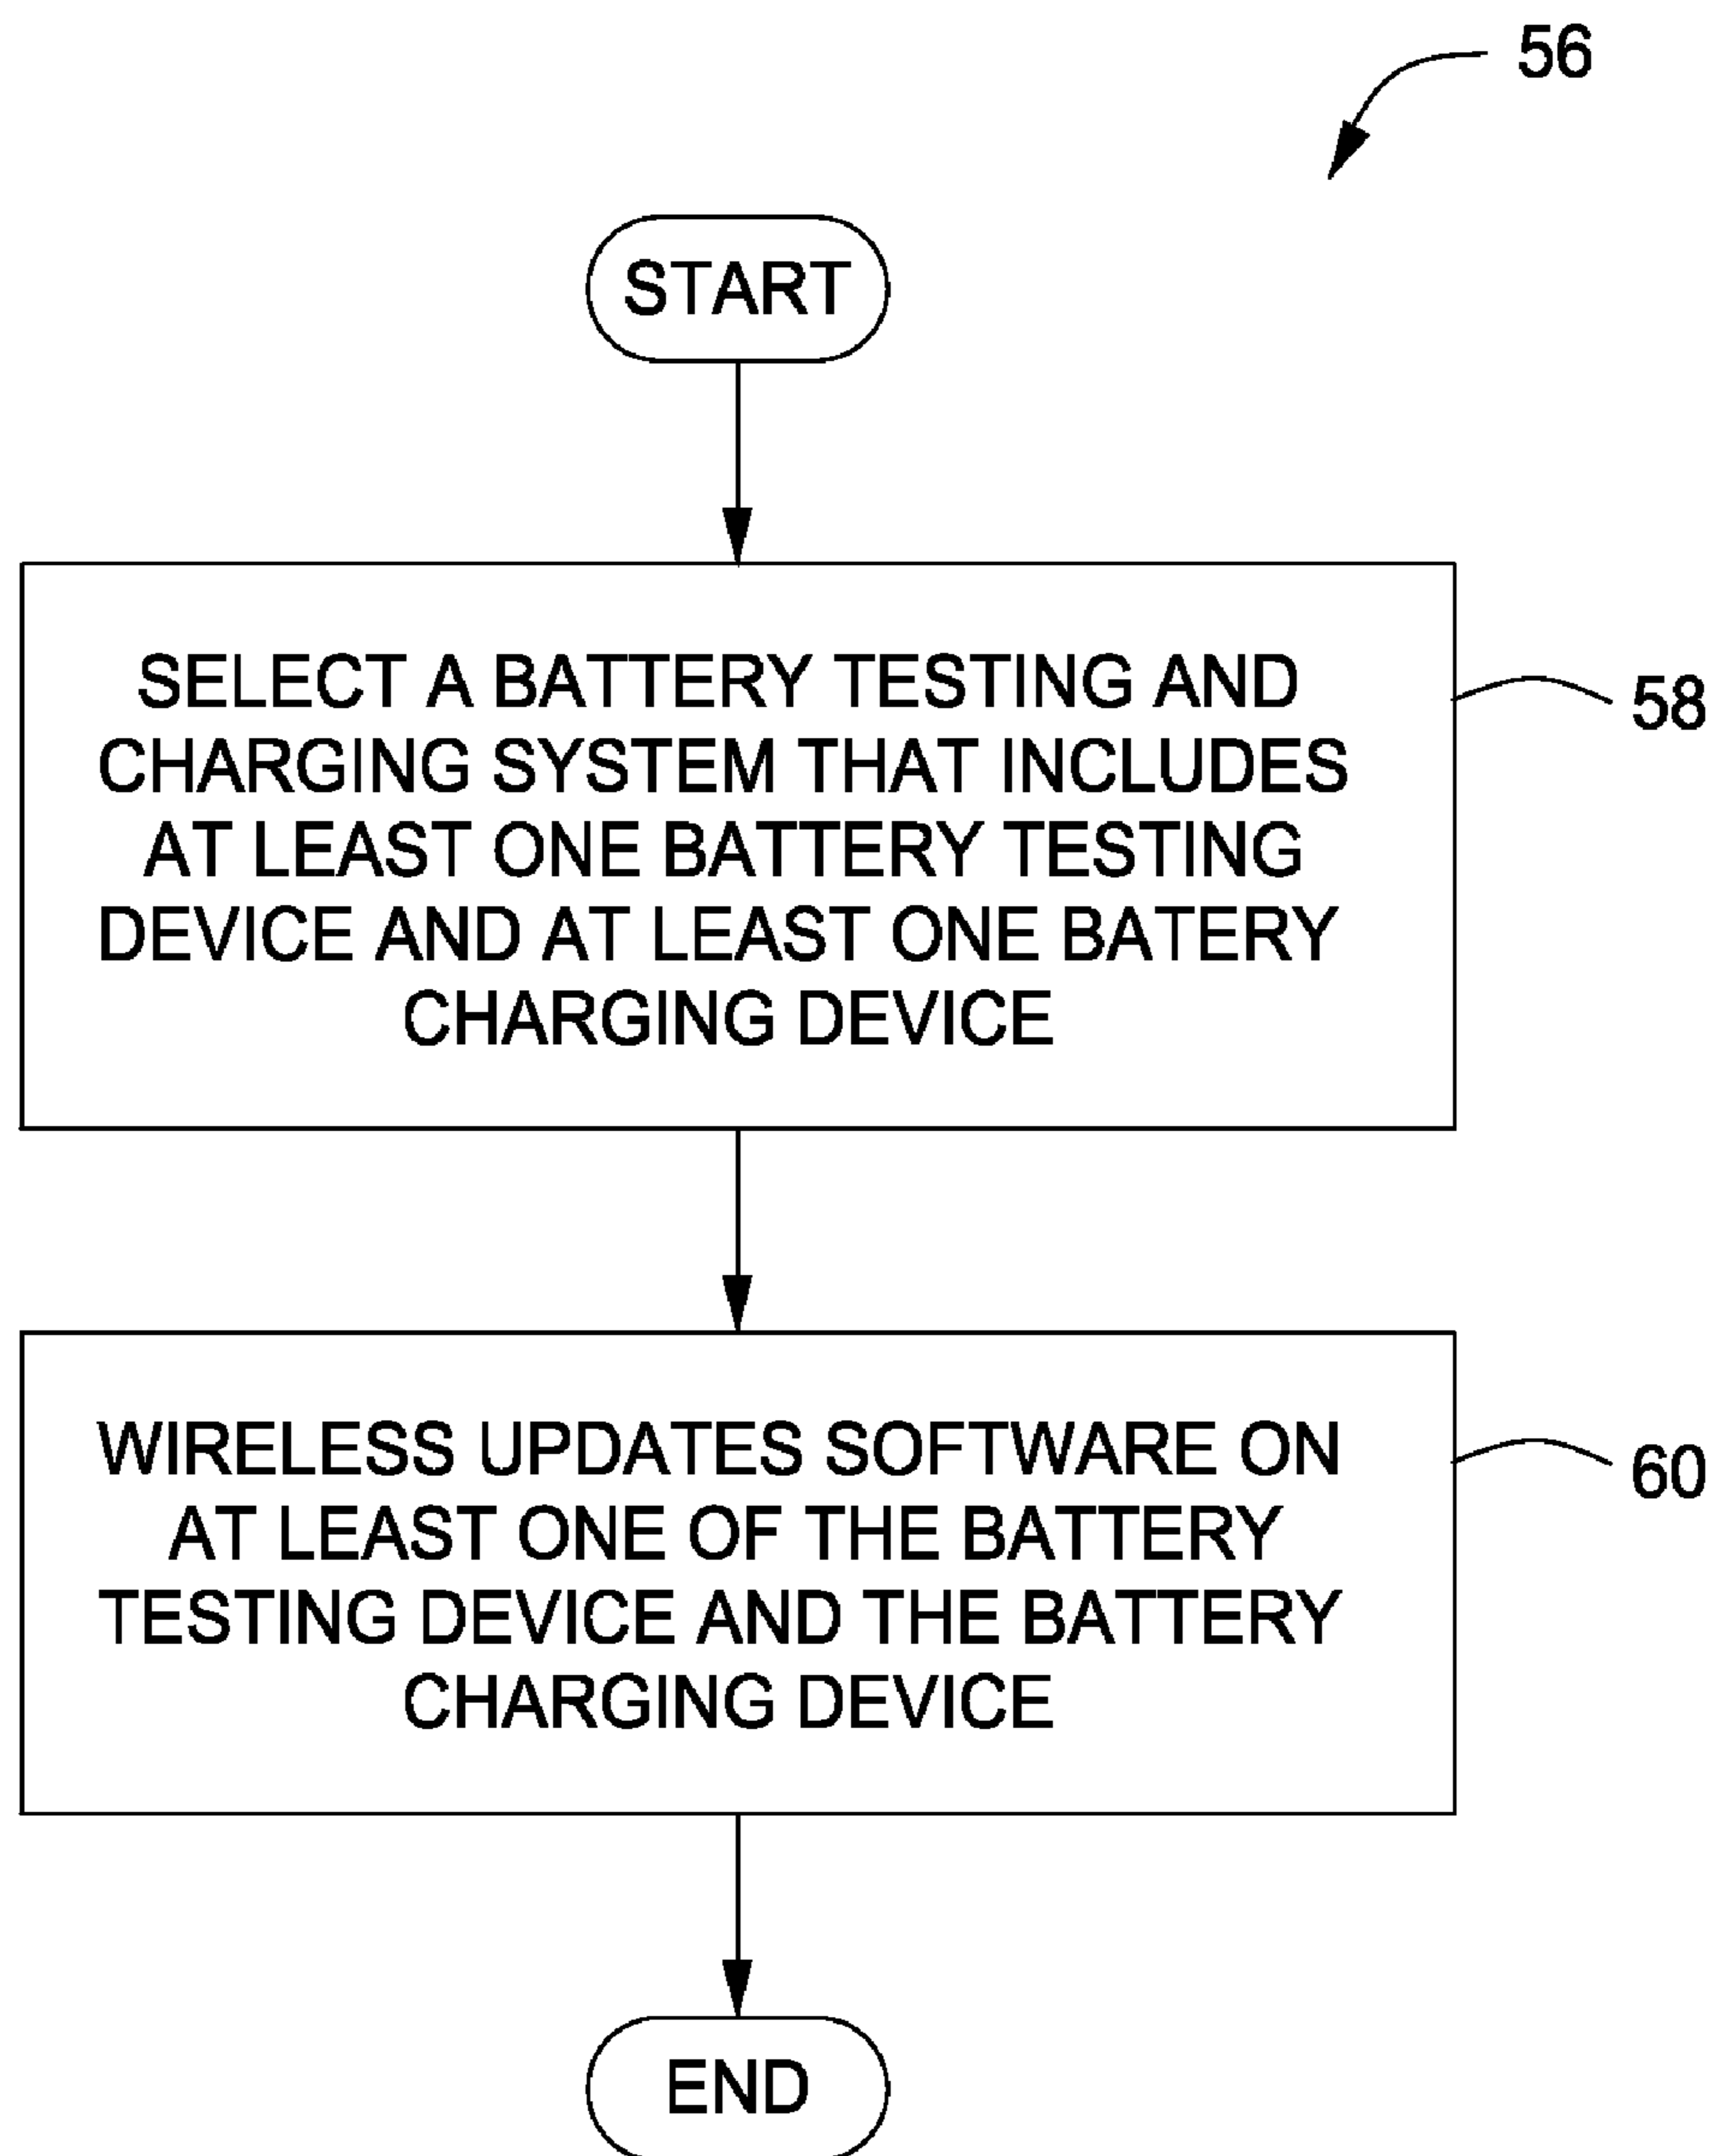 56
START
SELECT A BATTERY TESTING AND
CHARGING SYSTEM THAT INCLUDES
AT LEAST ONE BATTERY TESTING
DEVICE AND AT LEAST ONE BATERY
CHARGING DEVICE
58
WIRELESS UPDATES SOFTWARE ON
AT LEAST ONE OF THE BATTERY
TESTING DEVICE AND THE BATTERY
CHARGING DEVICE
60
END